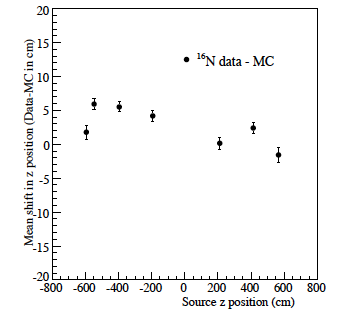 20
15
10
5
0
-5
-10
-15
-20
Mean shift in z position (Data-MC in cm)
¹⁶N data - MC
-800 -600 -400 -200 0 200 400 600 800
Source z position (cm)